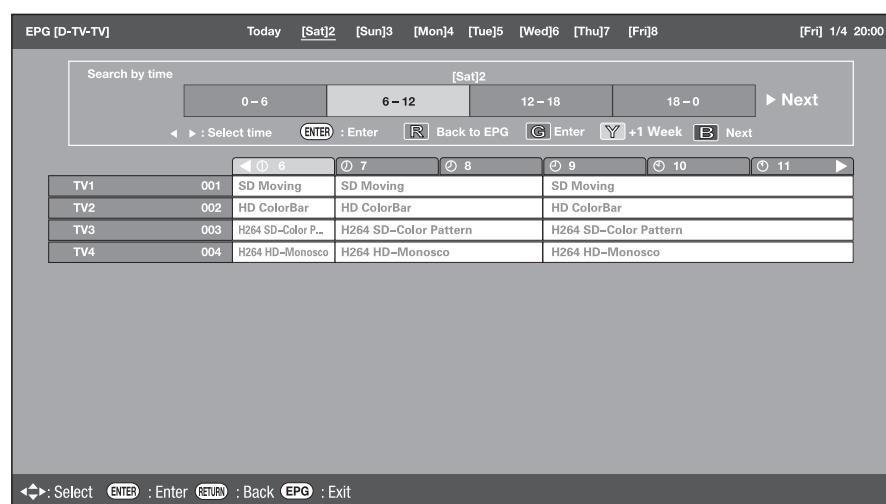 EPG [D-TV-TV] Today [Sat]2 [Sun]3 [Mon]4 [Tue]5 [Wed]6 [Thu]7 [Fri]8 [Fri] 1/4 20:00
Search by time [Sat]2
0–6 6–12 12–18 18–0 ▶ Next
◀ ▶ : Select time ENTER : Enter R Back to EPG G Enter Y +1 Week B Next
◀ 6 7 8 9 10 11 ▶
TV1 001 SD Moving SD Moving SD Moving
TV2 002 HD ColorBar HD ColorBar HD ColorBar
TV3 003 H264 SD–Color P... H264 SD–Color Pattern H264 SD–Color Pattern
TV4 004 H264 HD–Monosco H264 HD–Monosco H264 HD–Monosco
: Select ENTER : Enter RETURN : Back EPG : Exit